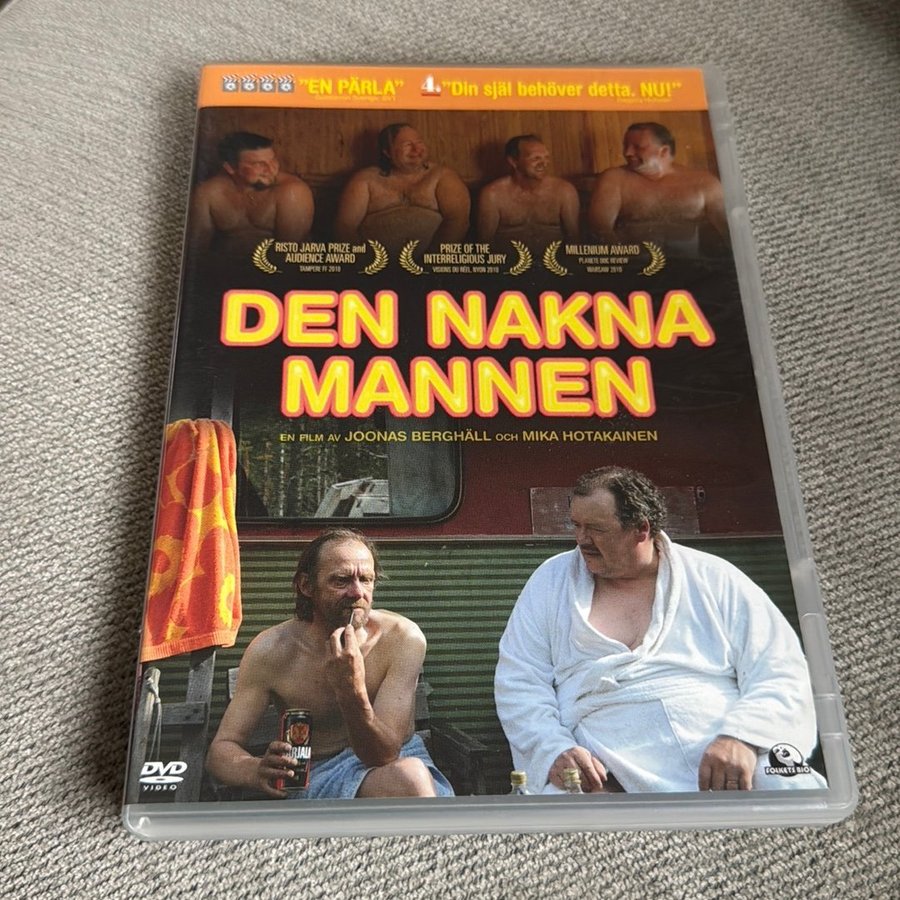 "EN PÄRLA"
4. "Din själ behöver detta. NU!"
Dagens Nyheter
RISTO JARVA PRIZE and
AUDIENCE AWARD
TAMPERE FF 2010
PRIZE OF THE
INTERRELIGIOUS JURY
VISIONS DU RÉEL, NYON 2010
MILLENIUM AWARD
PLANETE DOC REVIEW
WARSAW 2010
DEN NAKNA
MANNEN
EN FILM AV JOONAS BERGHÄLL OCH MIKA HOTAKAINEN
DVD
VIDEO
FOLKETS BIO